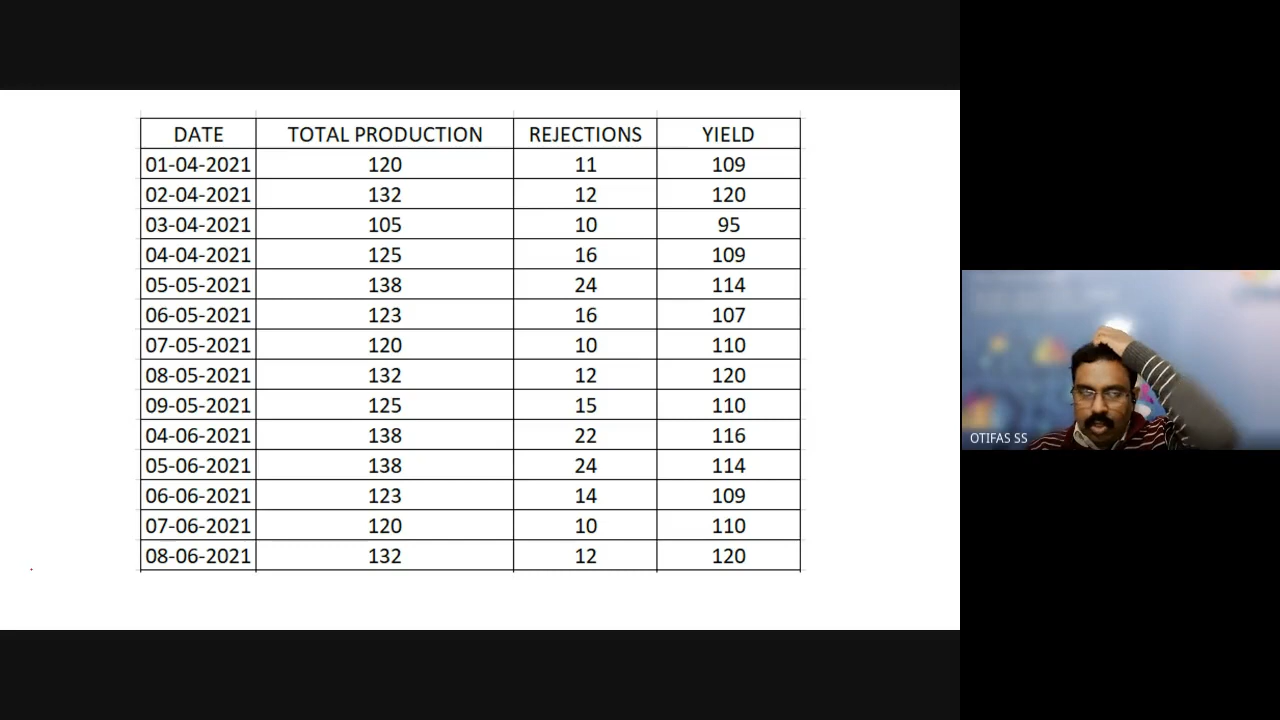 DATE TOTAL PRODUCTION REJECTIONS YIELD
01-04-2021 120 11 109
02-04-2021 132 12 120
03-04-2021 105 10 95
04-04-2021 125 16 109
05-05-2021 138 24 114
06-05-2021 123 16 107
07-05-2021 120 10 110
08-05-2021 132 12 120
09-05-2021 125 15 110
04-06-2021 138 22 116
05-06-2021 138 24 114
06-06-2021 123 14 109
07-06-2021 120 10 110
08-06-2021 132 12 120
OTIFAS SS